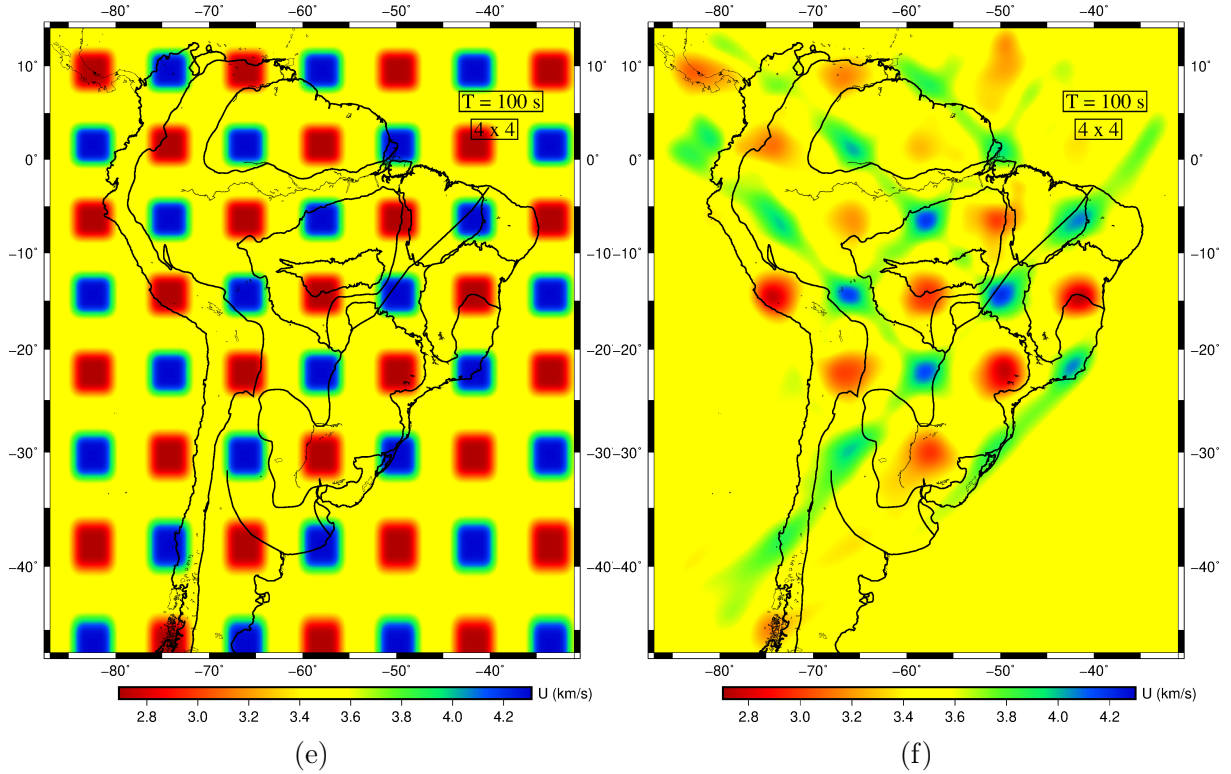 −80˚ −70˚ −60˚ −50˚ −40˚ −80˚ −70˚ −60˚ −50˚ −40˚
10˚ 10˚ 10˚
T = 100 s T = 100 s
4 x 4 4 x 4
0˚ 0˚ 0˚
−10˚ −10˚ −10˚ −10˚
−20˚ −20˚ −20˚ −20˚
−30˚ −30˚ −30˚ −30˚
−40˚ −40˚ −40˚ −40˚
−80˚ −70˚ −60˚ −50˚ −40˚ −80˚ −70˚ −60˚ −50˚ −40˚
U (km/s) U (km/s)
2.8 3.0 3.2 3.4 3.6 3.8 4.0 4.2 2.8 3.0 3.2 3.4 3.6 3.8 4.0 4.2
(e) (f)